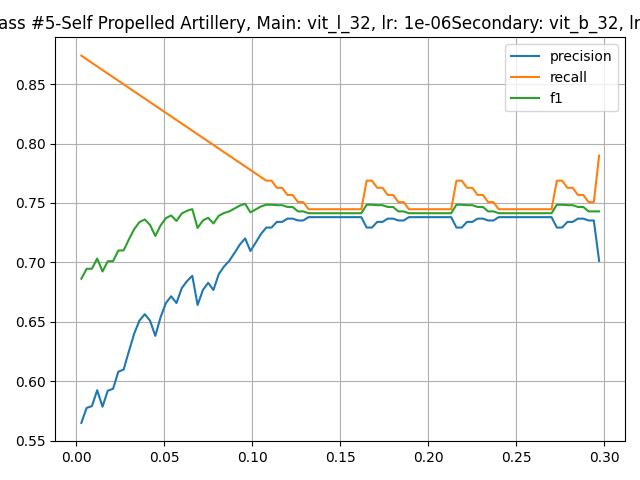 ass #5-Self Propelled Artillery, Main: vit_l_32, lr: 1e-06Secondary: vit_b_32, lr
precision
recall
f1
0.85
0.80
0.75
0.70
0.65
0.60
0.55
0.00 0.05 0.10 0.15 0.20 0.25 0.30